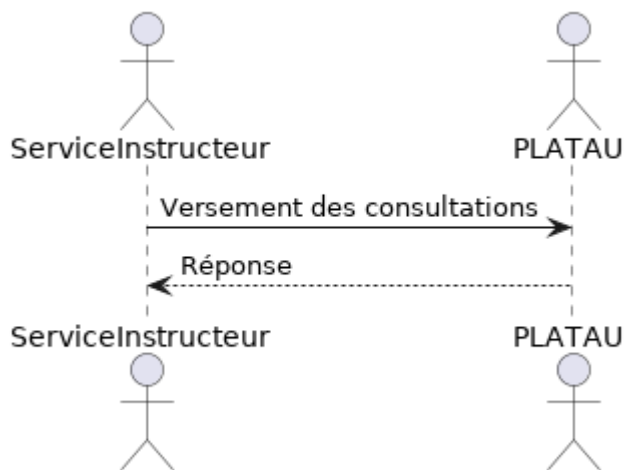 ServiceInstructeur PLATAU
Versement des consultations
Réponse
ServiceInstructeur PLATAU